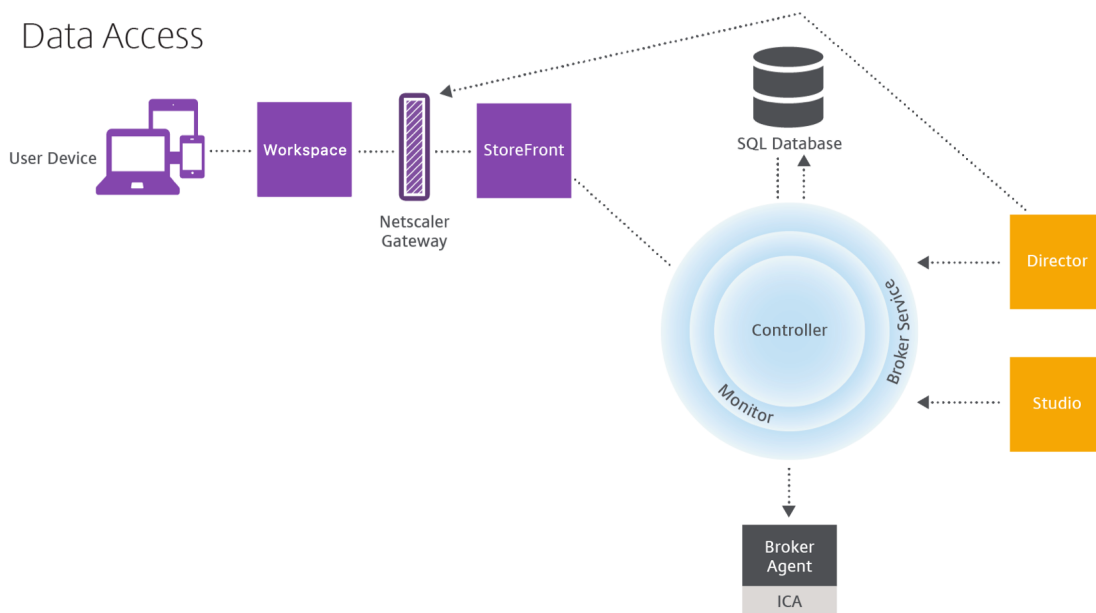 Data Access
User Device
Workspace
Netscaler
Gateway
StoreFront
SQL Database
Director
Controller
Broker Service
Monitor
Studio
Broker
Agent
ICA